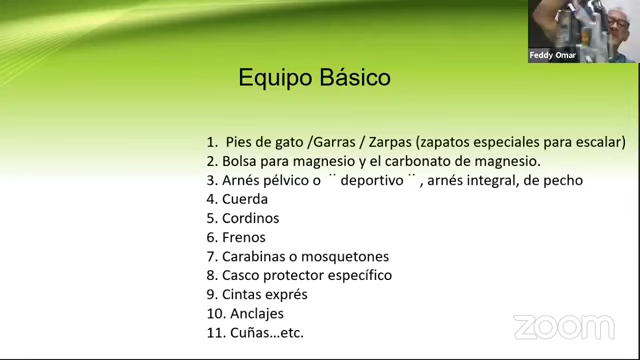 Feddy Omar
Equipo Básico
1. Pies de gato /Garras / Zarpas (zapatos especiales para escalar)
2. Bolsa para magnesio y el carbonato de magnesio.
3. Arnés pélvico o ¨ deportivo ¨ , arnés integral, de pecho
4. Cuerda
5. Cordinos
6. Frenos
7. Carabinas o mosquetones
8. Casco protector específico
9. Cintas exprés
10. Anclajes
11. Cuñas…etc.
zoom